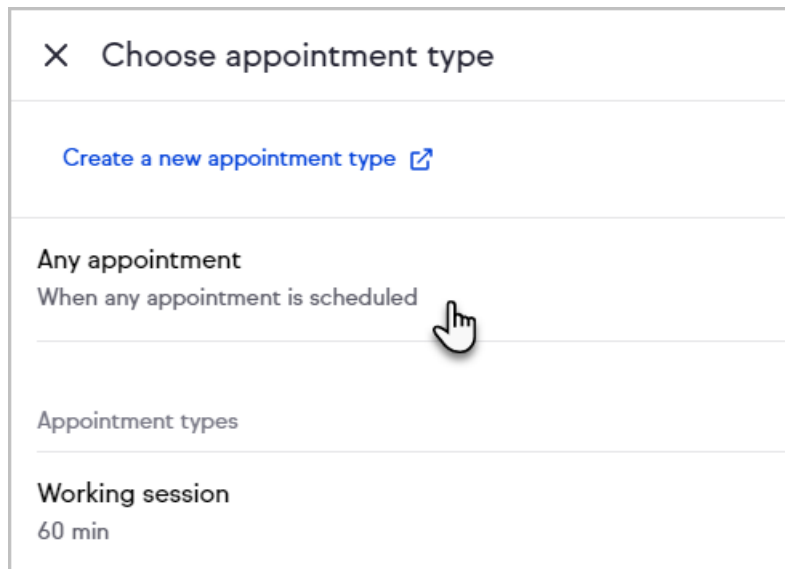 Choose appointment type
Create a new appointment type
Any appointment
When any appointment is scheduled
Appointment types
Working session
60 min